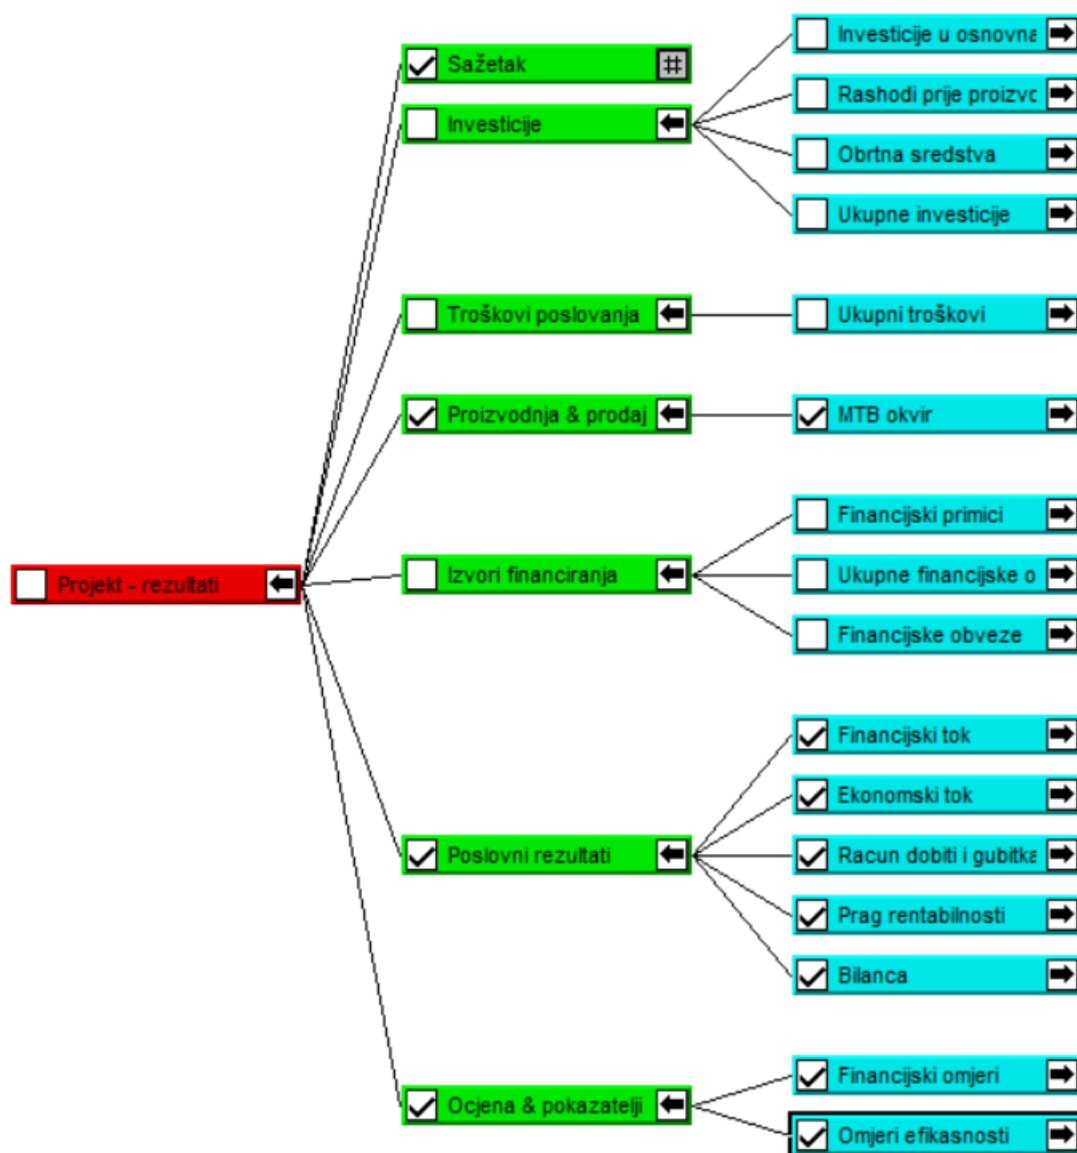 Sažetak
Investicije
Investicije u osnovna
Rashodi prije proizvo
Obrtna sredstva
Ukupne investicije
Troškovi poslovanja
Ukupni troškovi
Proizvodnja & prodaj
MTB okvir
Projekt - rezultati
Izvori financiranja
Financijski primici
Ukupne financijske o
Financijske obveze
Poslovni rezultati
Financijski tok
Ekonomski tok
Racun dobiti i gubitka
Prag rentabilnosti
Bilanca
Ocjena & pokazatelji
Financijski omjeri
Omjeri efikasnosti